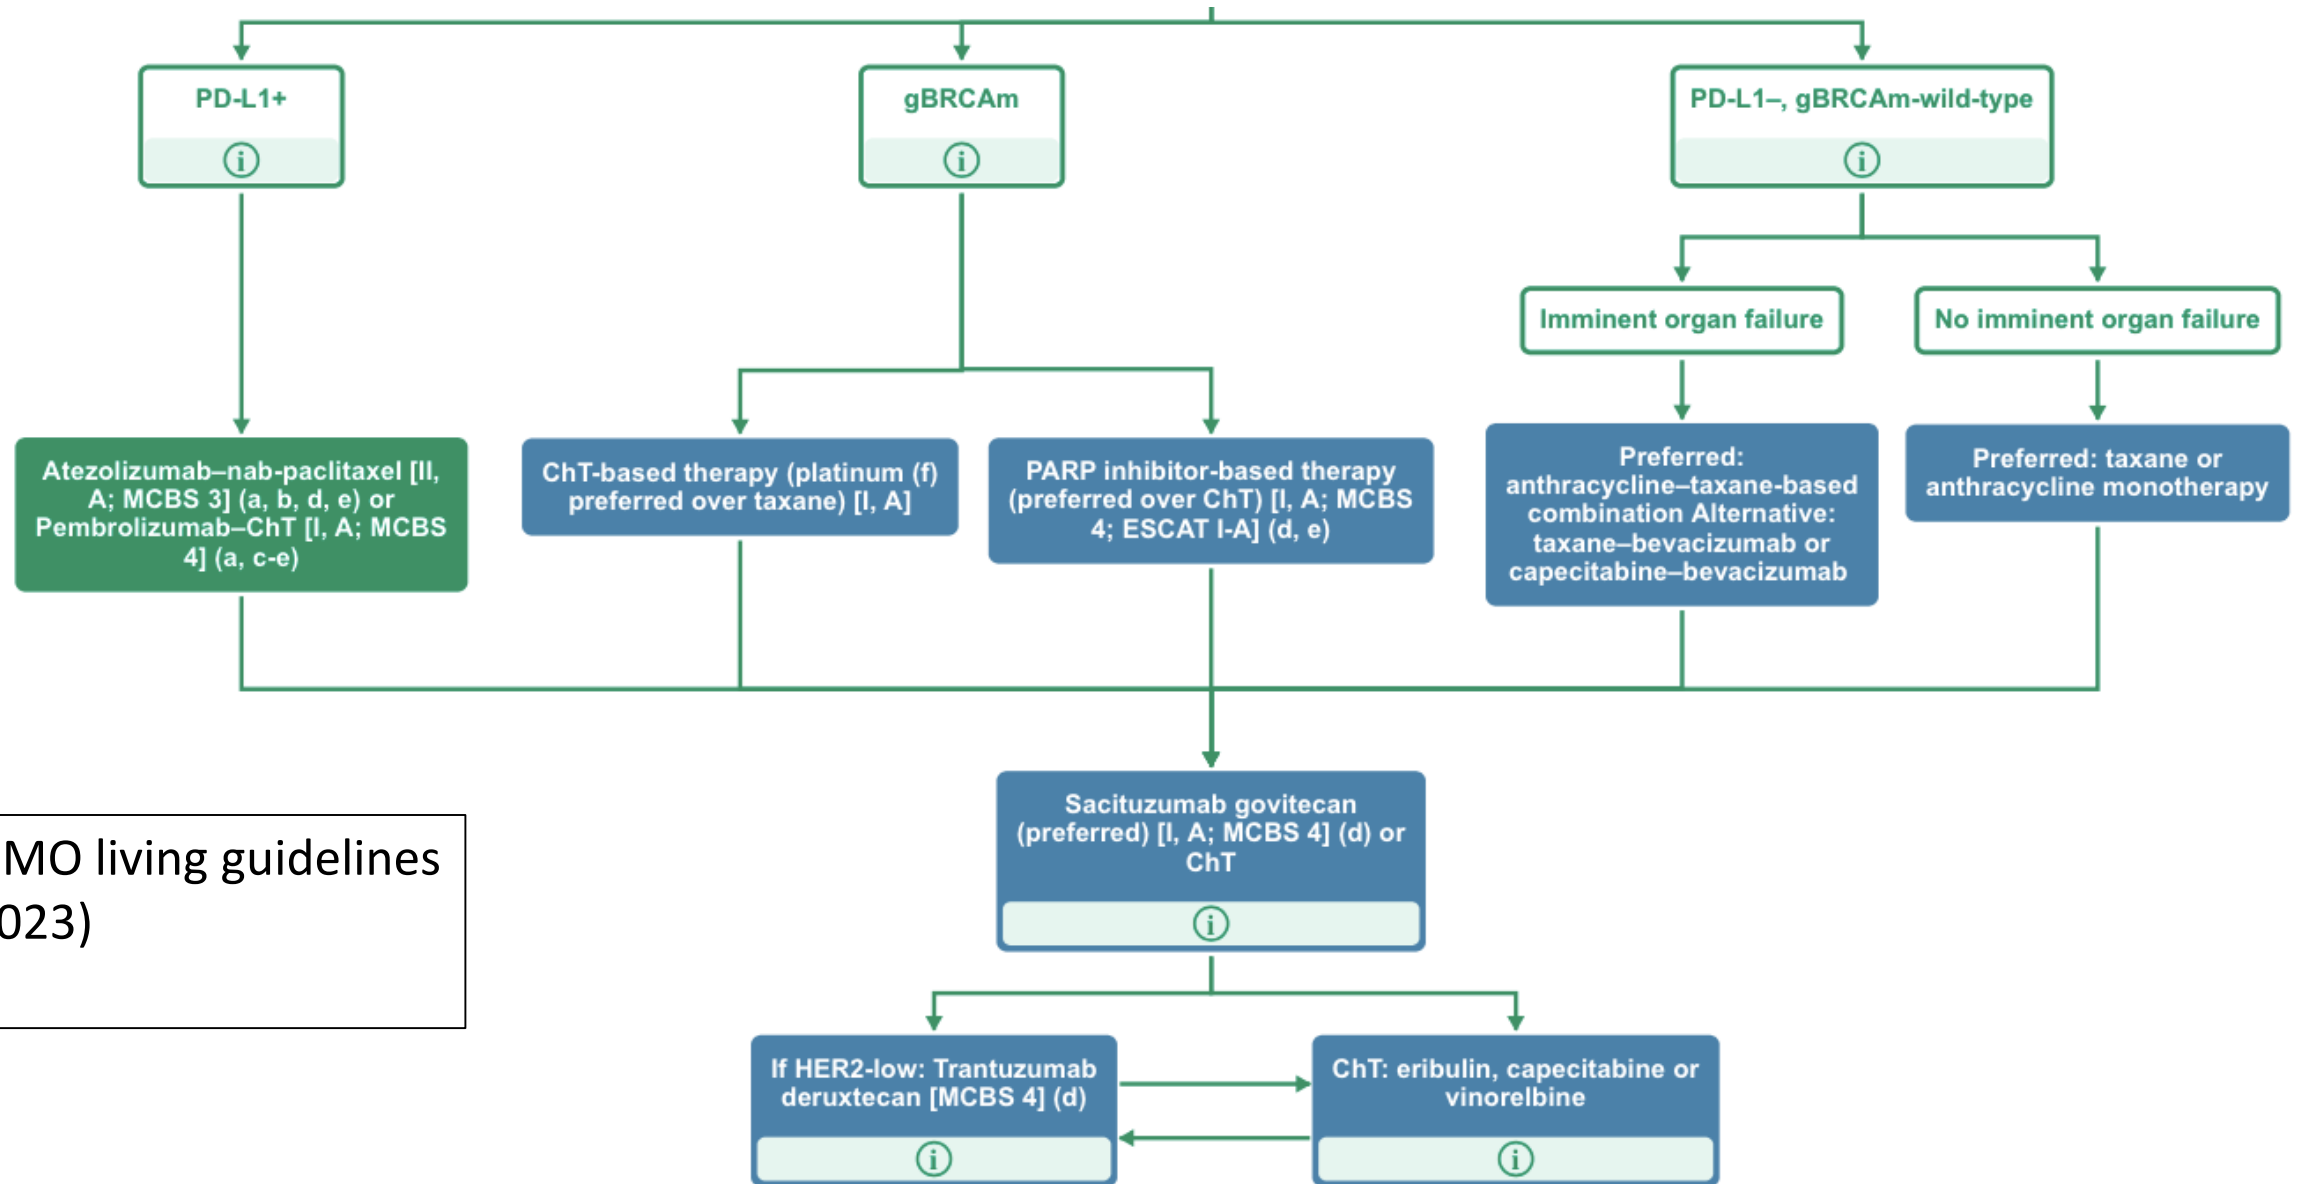 PD-L1+
gBRCAm
PD-L1–, gBRCAm-wild-type
Imminent organ failure
No imminent organ failure
Atezolizumab–nab-paclitaxel [II,
A; MCBS 3] (a, b, d, e) or
Pembrolizumab–ChT [I, A; MCBS
4] (a, c-e)
ChT-based therapy (platinum (f)
preferred over taxane) [I, A]
PARP inhibitor-based therapy
(preferred over ChT) [I, A; MCBS
4; ESCAT I-A] (d, e)
Preferred:
anthracycline–taxane-based
combination Alternative:
taxane–bevacizumab or
capecitabine–bevacizumab
Preferred: taxane or
anthracycline monotherapy
Sacituzumab govitecan
(preferred) [I, A; MCBS 4] (d) or
ChT
MO living guidelines
023)
If HER2-low: Trantuzumab
deruxtecan [MCBS 4] (d)
ChT: eribulin, capecitabine or
vinorelbine